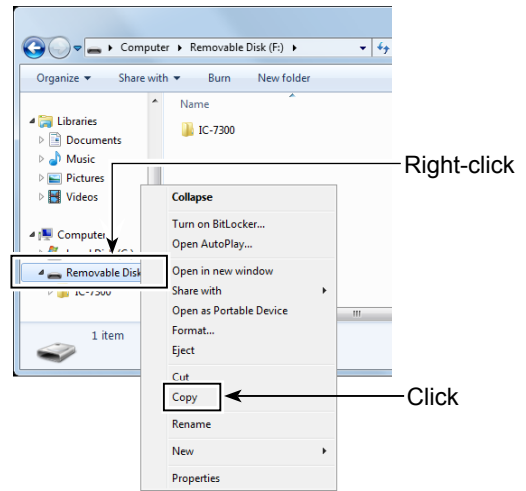 Computer ▸ Removable Disk (F:) ▸
Organize ▾ Share with ▾ Burn New folder
Name
Libraries
Documents
Music
Pictures
Videos
IC-7300
Right-click
Computer
Removable Disk
IC-7300
1 item
Collapse
Turn on BitLocker...
Open AutoPlay...
Open in new window
Share with
Open as Portable Device
Format...
Eject
Cut
Copy
Click
Rename
New
Properties